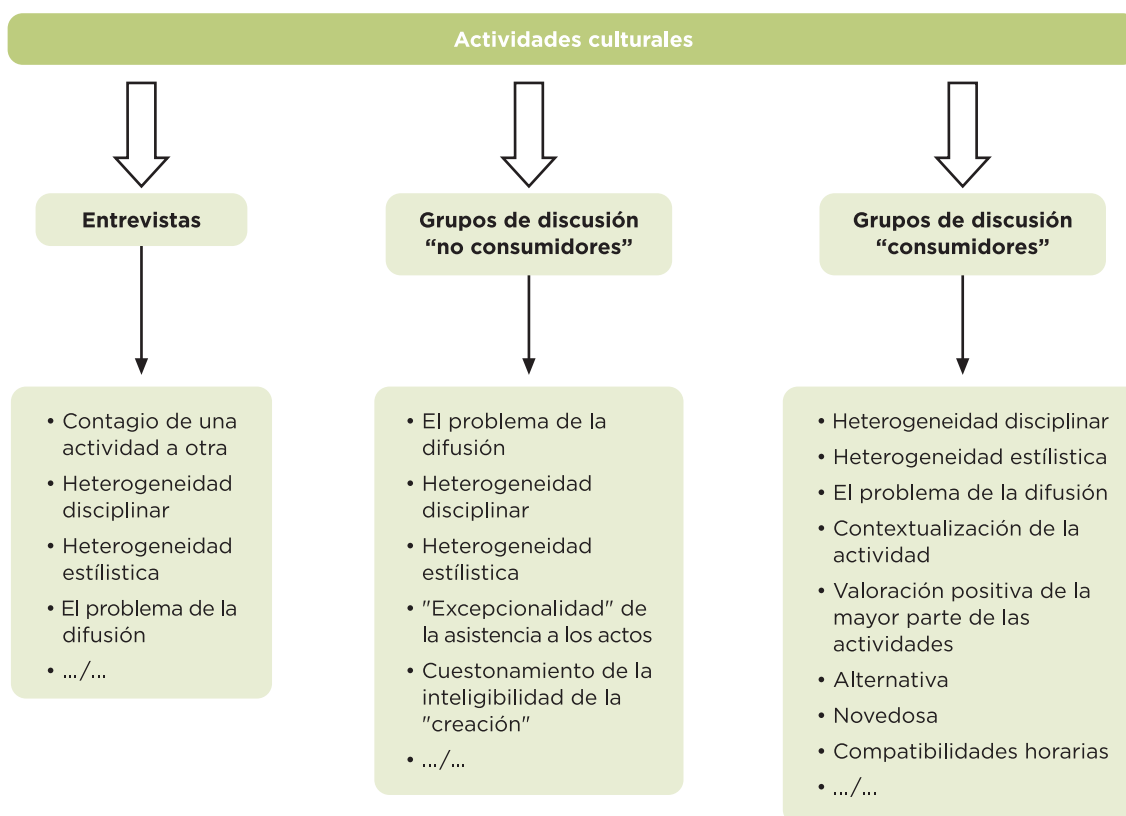 Actividades culturales
Entrevistas
• Contagio de una
actividad a otra
• Heterogeneidad
disciplinar
• Heterogeneidad
estílistica
• El problema de la
difusión
• .../...
Grupos de discusión
“no consumidores”
• El problema de la
difusión
• Heterogeneidad
disciplinar
• Heterogeneidad
estílistica
• "Excepcionalidad" de
la asistencia a los actos
• Cuestonamiento de la
inteligibilidad de la
"creación"
• .../...
Grupos de discusión
“consumidores”
• Heterogeneidad disciplinar
• Heterogeneidad estílistica
• El problema de la difusión
• Contextualización de la
actividad
• Valoración positiva de la
mayor parte de las
actividades
• Alternativa
• Novedosa
• Compatibilidades horarias
• .../...